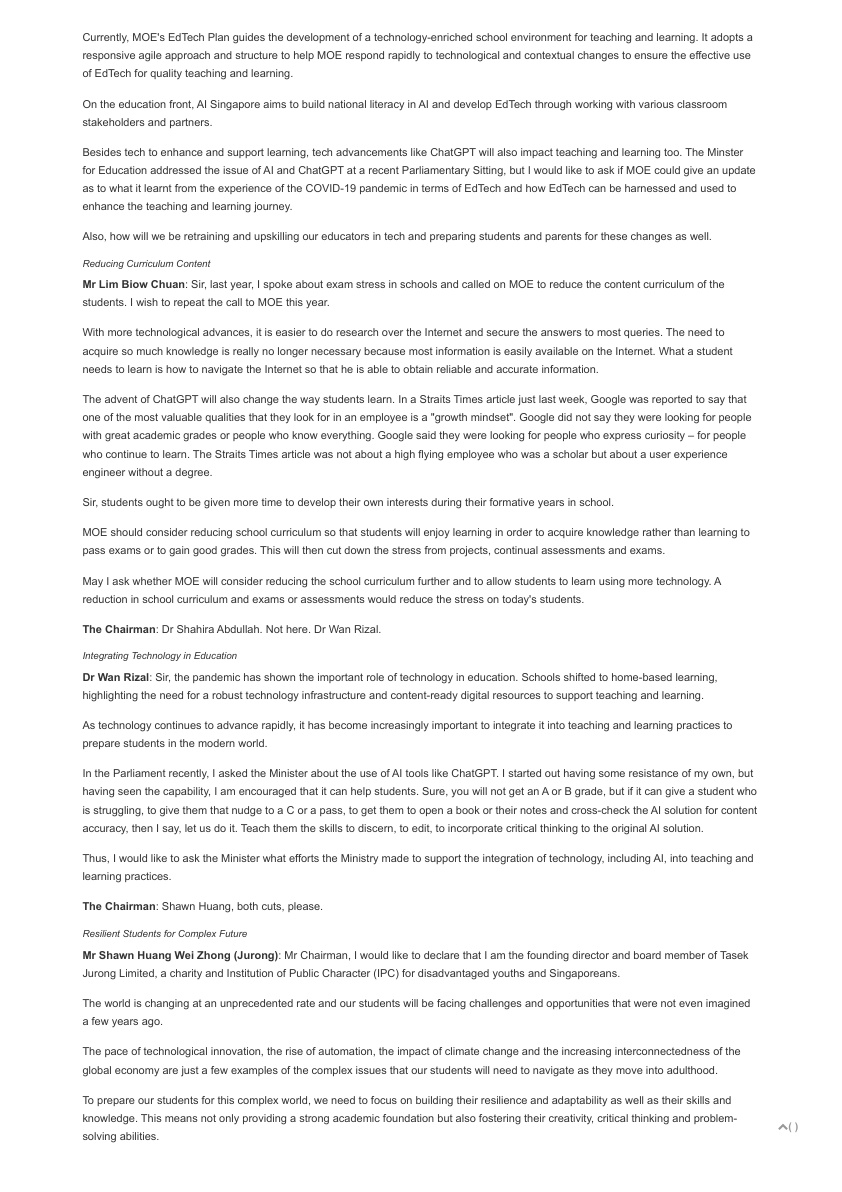 Currently, MOE's EdTech Plan guides the development of a technology-enriched school environment for teaching and learning. It adopts a
responsive agile approach and structure to help MOE respond rapidly to technological and contextual changes to ensure the effective use
of EdTech for quality teaching and learning.
On the education front, AI Singapore aims to build national literacy in AI and develop EdTech through working with various classroom
stakeholders and partners.
Besides tech to enhance and support learning, tech advancements like ChatGPT will also impact teaching and learning too. The Minster
for Education addressed the issue of AI and ChatGPT at a recent Parliamentary Sitting, but I would like to ask if MOE could give an update
as to what it learnt from the experience of the COVID-19 pandemic in terms of EdTech and how EdTech can be harnessed and used to
enhance the teaching and learning journey.
Also, how will we be retraining and upskilling our educators in tech and preparing students and parents for these changes as well.
Reducing Curriculum Content
Mr Lim Biow Chuan: Sir, last year, I spoke about exam stress in schools and called on MOE to reduce the content curriculum of the
students. I wish to repeat the call to MOE this year.
With more technological advances, it is easier to do research over the Internet and secure the answers to most queries. The need to
acquire so much knowledge is really no longer necessary because most information is easily available on the Internet. What a student
needs to learn is how to navigate the Internet so that he is able to obtain reliable and accurate information.
The advent of ChatGPT will also change the way students learn. In a Straits Times article just last week, Google was reported to say that
one of the most valuable qualities that they look for in an employee is a "growth mindset". Google did not say they were looking for people
with great academic grades or people who know everything. Google said they were looking for people who express curiosity – for people
who continue to learn. The Straits Times article was not about a high flying employee who was a scholar but about a user experience
engineer without a degree.
Sir, students ought to be given more time to develop their own interests during their formative years in school.
MOE should consider reducing school curriculum so that students will enjoy learning in order to acquire knowledge rather than learning to
pass exams or to gain good grades. This will then cut down the stress from projects, continual assessments and exams.
May I ask whether MOE will consider reducing the school curriculum further and to allow students to learn using more technology. A
reduction in school curriculum and exams or assessments would reduce the stress on today's students.
The Chairman: Dr Shahira Abdullah. Not here. Dr Wan Rizal.
Integrating Technology in Education
Dr Wan Rizal: Sir, the pandemic has shown the important role of technology in education. Schools shifted to home-based learning,
highlighting the need for a robust technology infrastructure and content-ready digital resources to support teaching and learning.
As technology continues to advance rapidly, it has become increasingly important to integrate it into teaching and learning practices to
prepare students in the modern world.
In the Parliament recently, I asked the Minister about the use of AI tools like ChatGPT. I started out having some resistance of my own, but
having seen the capability, I am encouraged that it can help students. Sure, you will not get an A or B grade, but if it can give a student who
is struggling, to give them that nudge to a C or a pass, to get them to open a book or their notes and cross-check the AI solution for content
accuracy, then I say, let us do it. Teach them the skills to discern, to edit, to incorporate critical thinking to the original AI solution.
Thus, I would like to ask the Minister what efforts the Ministry made to support the integration of technology, including AI, into teaching and
learning practices.
The Chairman: Shawn Huang, both cuts, please.
Resilient Students for Complex Future
Mr Shawn Huang Wei Zhong (Jurong): Mr Chairman, I would like to declare that I am the founding director and board member of Tasek
Jurong Limited, a charity and Institution of Public Character (IPC) for disadvantaged youths and Singaporeans.
The world is changing at an unprecedented rate and our students will be facing challenges and opportunities that were not even imagined
a few years ago.
The pace of technological innovation, the rise of automation, the impact of climate change and the increasing interconnectedness of the
global economy are just a few examples of the complex issues that our students will need to navigate as they move into adulthood.
To prepare our students for this complex world, we need to focus on building their resilience and adaptability as well as their skills and
knowledge. This means not only providing a strong academic foundation but also fostering their creativity, critical thinking and problem-
solving abilities.
( )